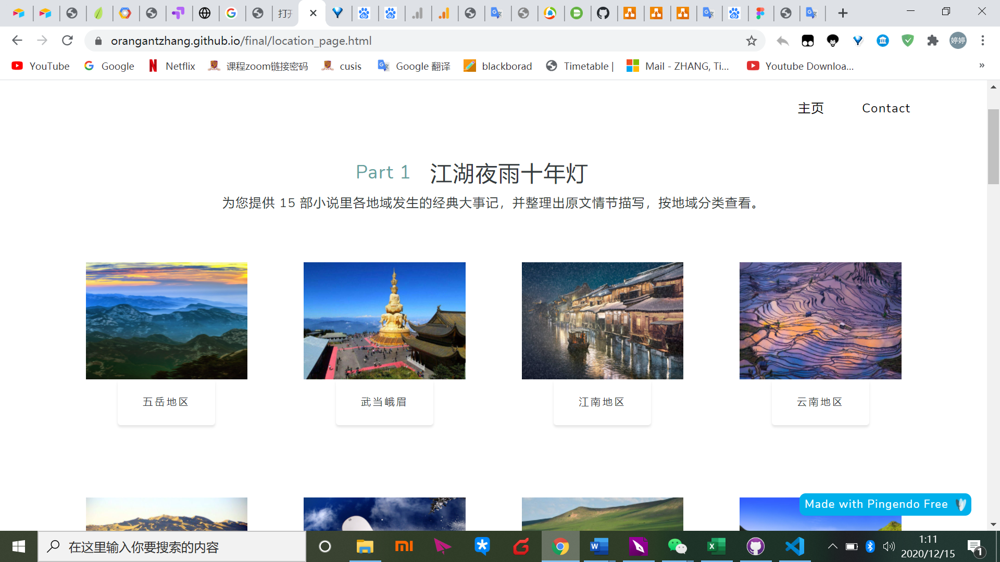 打开
orangantzhang.github.io/final/location_page.html
婷婷
YouTube
Google
Netflix
课程zoom链接密码
cusis
Google 翻译
blackborad
Timetable |
Mail - ZHANG, Ti...
Youtube Downloa...
»
主页
Contact
Part 1 江湖夜雨十年灯
为您提供 15 部小说里各地域发生的经典大事记，并整理出原文情节描写，按地域分类查看。
五岳地区
武当峨眉
江南地区
云南地区
Made with Pingendo Free
在这里输入你要搜索的内容
1:11
2020/12/15
1